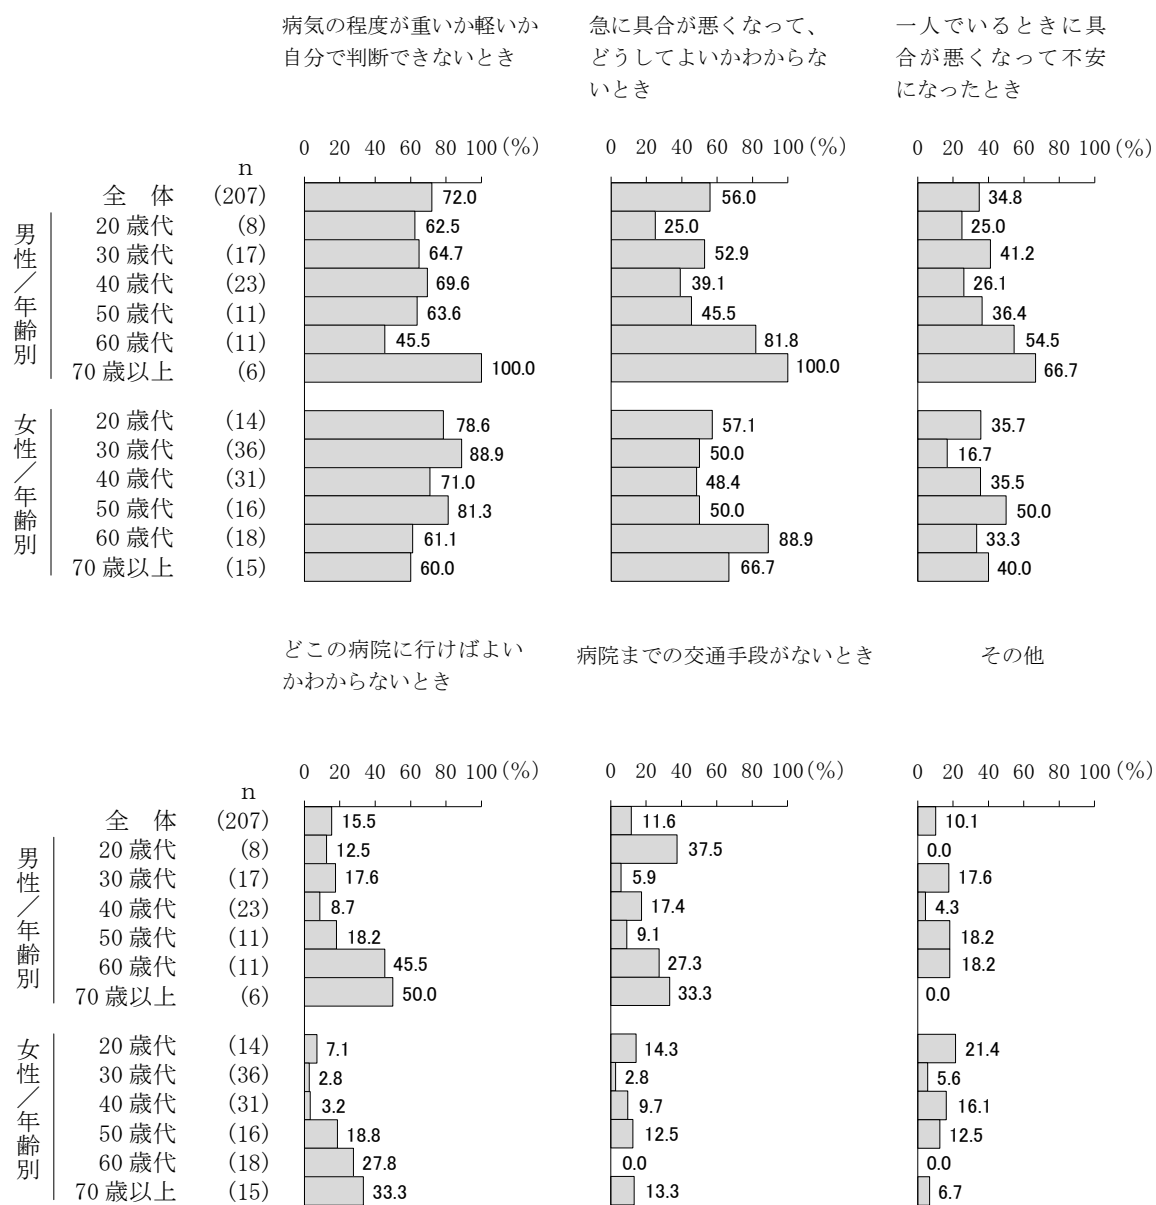 病気の程度が重いか軽いか
自分で判断できないとき
急に具合が悪くなって、
どうしてよいかわからな
いとき
一人でいるときに具
合が悪くなって不安
になったとき
0 20 40 60 80 100(%) 0 20 40 60 80 100(%) 0 20 40 60 80 100(%)
n
全 体 (207) 72.0 56.0 34.8
男性/年齢別
20 歳代 (8) 62.5 25.0 25.0
30 歳代 (17) 64.7 52.9 41.2
40 歳代 (23) 69.6 39.1 26.1
50 歳代 (11) 63.6 45.5 36.4
60 歳代 (11) 45.5 81.8 54.5
70 歳以上 (6) 100.0 100.0 66.7
女性/年齢別
20 歳代 (14) 78.6 57.1 35.7
30 歳代 (36) 88.9 50.0 16.7
40 歳代 (31) 71.0 48.4 35.5
50 歳代 (16) 81.3 50.0 50.0
60 歳代 (18) 61.1 88.9 33.3
70 歳以上 (15) 60.0 66.7 40.0
どこの病院に行けばよい
かわからないとき
病院までの交通手段がないとき
その他
0 20 40 60 80 100(%) 0 20 40 60 80 100(%) 0 20 40 60 80 100(%)
n
全 体 (207) 15.5 11.6 10.1
男性/年齢別
20 歳代 (8) 12.5 37.5 0.0
30 歳代 (17) 17.6 5.9 17.6
40 歳代 (23) 8.7 17.4 4.3
50 歳代 (11) 18.2 9.1 18.2
60 歳代 (11) 45.5 27.3 18.2
70 歳以上 (6) 50.0 33.3 0.0
女性/年齢別
20 歳代 (14) 7.1 14.3 21.4
30 歳代 (36) 2.8 2.8 5.6
40 歳代 (31) 3.2 9.7 16.1
50 歳代 (16) 18.8 12.5 12.5
60 歳代 (18) 27.8 0.0 0.0
70 歳以上 (15) 33.3 13.3 6.7